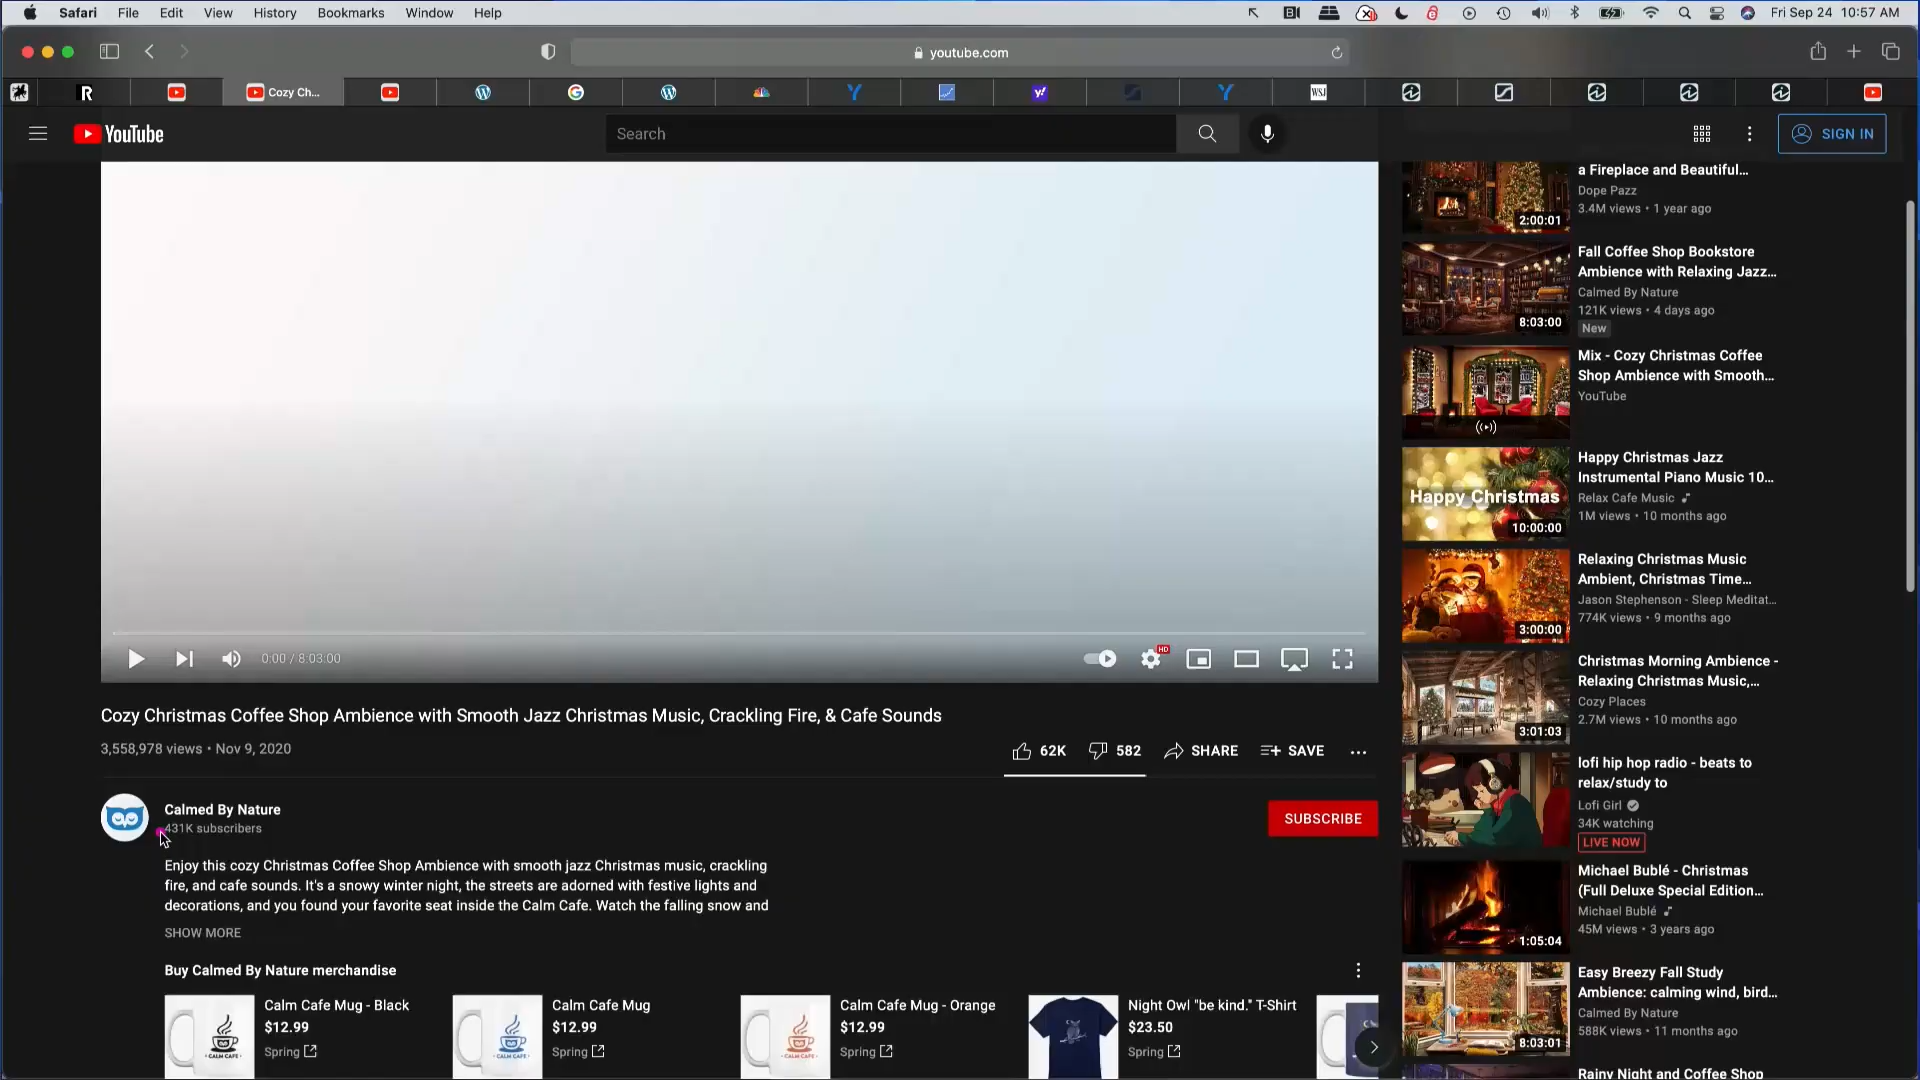 Safari File Edit View History Bookmarks Window Help
Fri Sep 24 10:57 AM
youtube.com
R
Cozy Ch...
G
y!
WSJ
YouTube
Search
SIGN IN
0:00 / 8:03:00
HD
Cozy Christmas Coffee Shop Ambience with Smooth Jazz Christmas Music, Crackling Fire, & Cafe Sounds
3,558,978 views • Nov 9, 2020
62K
582
SHARE
SAVE
Calmed By Nature
431K subscribers
SUBSCRIBE
Enjoy this cozy Christmas Coffee Shop Ambience with smooth jazz Christmas music, crackling
fire, and cafe sounds. It's a snowy winter night, the streets are adorned with festive lights and
decorations, and you found your favorite seat inside the Calm Cafe. Watch the falling snow and
SHOW MORE
Buy Calmed By Nature merchandise
Calm Cafe Mug - Black
$12.99
Spring
CALM CAFE
Calm Cafe Mug
$12.99
Spring
CALM CAFE
Calm Cafe Mug - Orange
$12.99
Spring
CALM CAFE
Night Owl "be kind." T-Shirt
$23.50
Spring
a Fireplace and Beautiful...
Dope Pazz
3.4M views • 1 year ago
2:00:01
Fall Coffee Shop Bookstore
Ambience with Relaxing Jazz...
Calmed By Nature
121K views • 4 days ago
New
8:03:00
Mix - Cozy Christmas Coffee
Shop Ambience with Smooth...
YouTube
Happy Christmas Jazz
Instrumental Piano Music 10...
Relax Cafe Music
1M views • 10 months ago
Happy Christmas
10:00:00
Relaxing Christmas Music
Ambient, Christmas Time...
Jason Stephenson - Sleep Meditat...
774K views • 9 months ago
3:00:00
Christmas Morning Ambience -
Relaxing Christmas Music,...
Cozy Places
2.7M views • 10 months ago
3:01:03
lofi hip hop radio - beats to
relax/study to
Lofi Girl
34K watching
LIVE NOW
Michael Bublé - Christmas
(Full Deluxe Special Edition...
Michael Bublé
45M views • 3 years ago
1:05:04
Easy Breezy Fall Study
Ambience: calming wind, bird...
Calmed By Nature
588K views • 11 months ago
8:03:01
Rainy Night and Coffee Shop